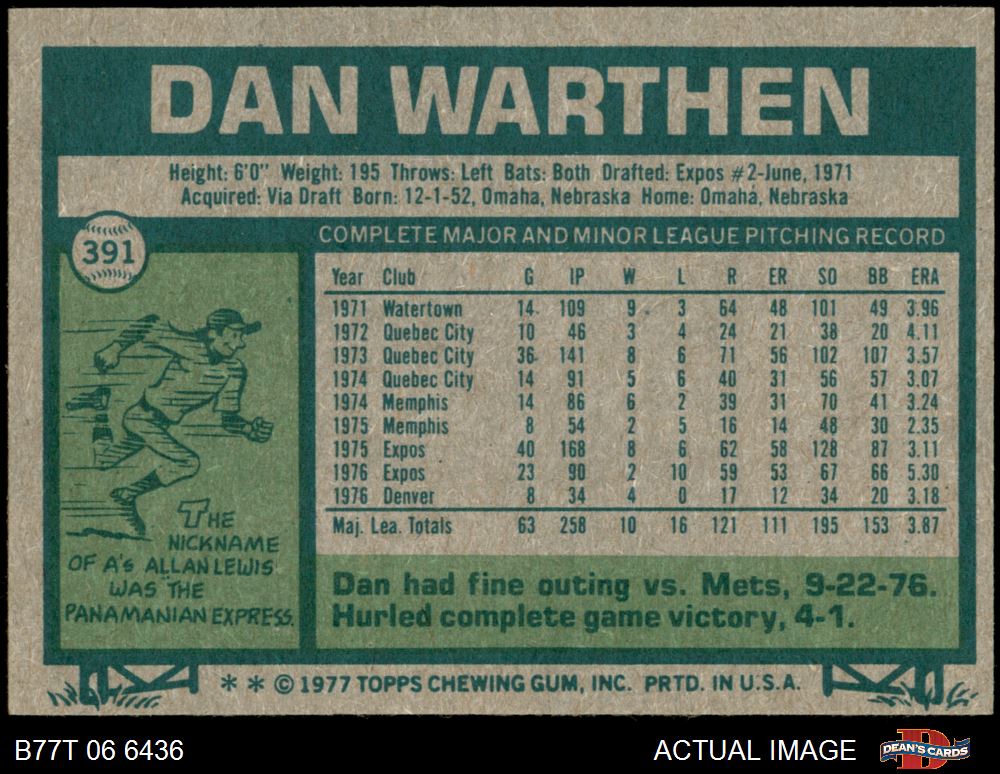 DAN WARTHEN
Height: 6'0" Weight: 195 Throws: Left Bats: Both Drafted: Expos #2-June, 1971
Acquired: Via Draft Born: 12-1-52, Omaha, Nebraska Home: Omaha, Nebraska
391
COMPLETE MAJOR AND MINOR LEAGUE PITCHING RECORD
Year Club G IP W L R ER SO BB ERA
1971 Watertown 14 109 9 3 64 48 101 49 3.96
1972 Quebec City 10 46 3 4 24 21 38 20 4.11
1973 Quebec City 36 141 8 6 71 56 102 107 3.57
1974 Quebec City 14 91 5 6 40 31 56 57 3.07
1974 Memphis 14 86 6 2 39 31 70 41 3.24
1975 Memphis 8 54 2 5 16 14 48 30 2.35
1975 Expos 40 168 8 6 62 58 128 87 3.11
1976 Expos 23 90 2 10 59 53 67 66 5.30
1976 Denver 8 34 4 0 17 12 34 20 3.18
Maj. Lea. Totals 63 258 10 16 121 111 195 153 3.87
THE
NICKNAME
OF A's ALLAN LEWIS
WAS THE
PANAMANIAN EXPRESS.
Dan had fine outing vs. Mets, 9-22-76.
Hurled complete game victory, 4-1.
* * © 1977 TOPPS CHEWING GUM, INC. PRTD. IN U.S.A.
B77T 06 6436
ACTUAL IMAGE
B
DEAN'S CARDS